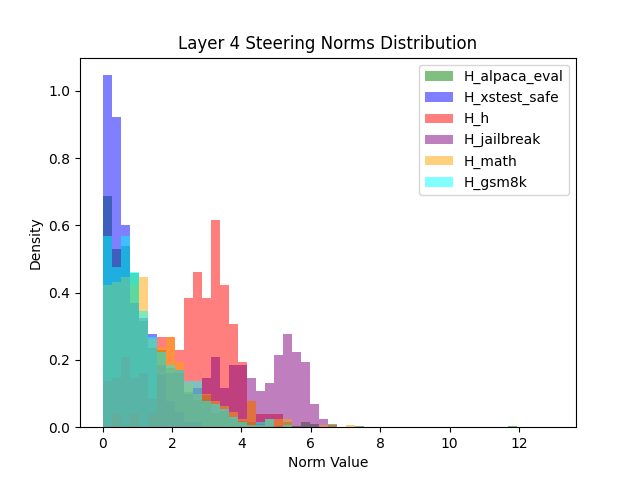 Layer 4 Steering Norms Distribution
H_alpaca_eval
H_xstest_safe
H_h
H_jailbreak
H_math
H_gsm8k
Density
1.0
0.8
0.6
0.4
0.2
0.0
0 2 4 6 8 10 12
Norm Value